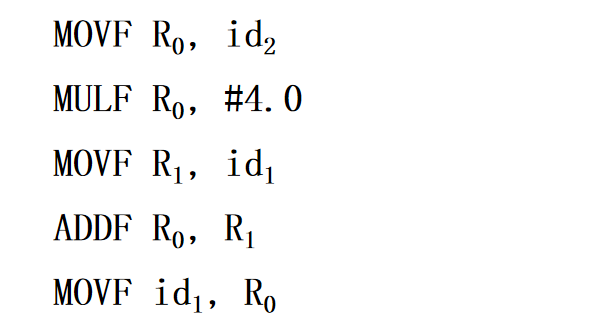 MOVF R₀, id₂
MULF R₀, #4.0
MOVF R₁, id₁
ADDF R₀, R₁
MOVF id₁, R₀